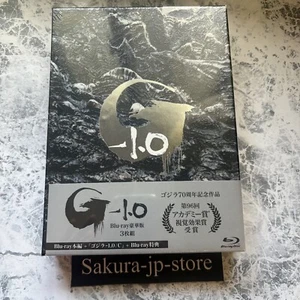 G-1.0
G-1.0
Blu-ray豪華版
3枚組
ゴジラ70周年記念作品
第96回
アカデミー賞®
視覚効果賞
受賞
Blu-ray本編+「ゴジラ-1.0/C」+Blu-ray特典
Blu-ray
Sakura-jp-store